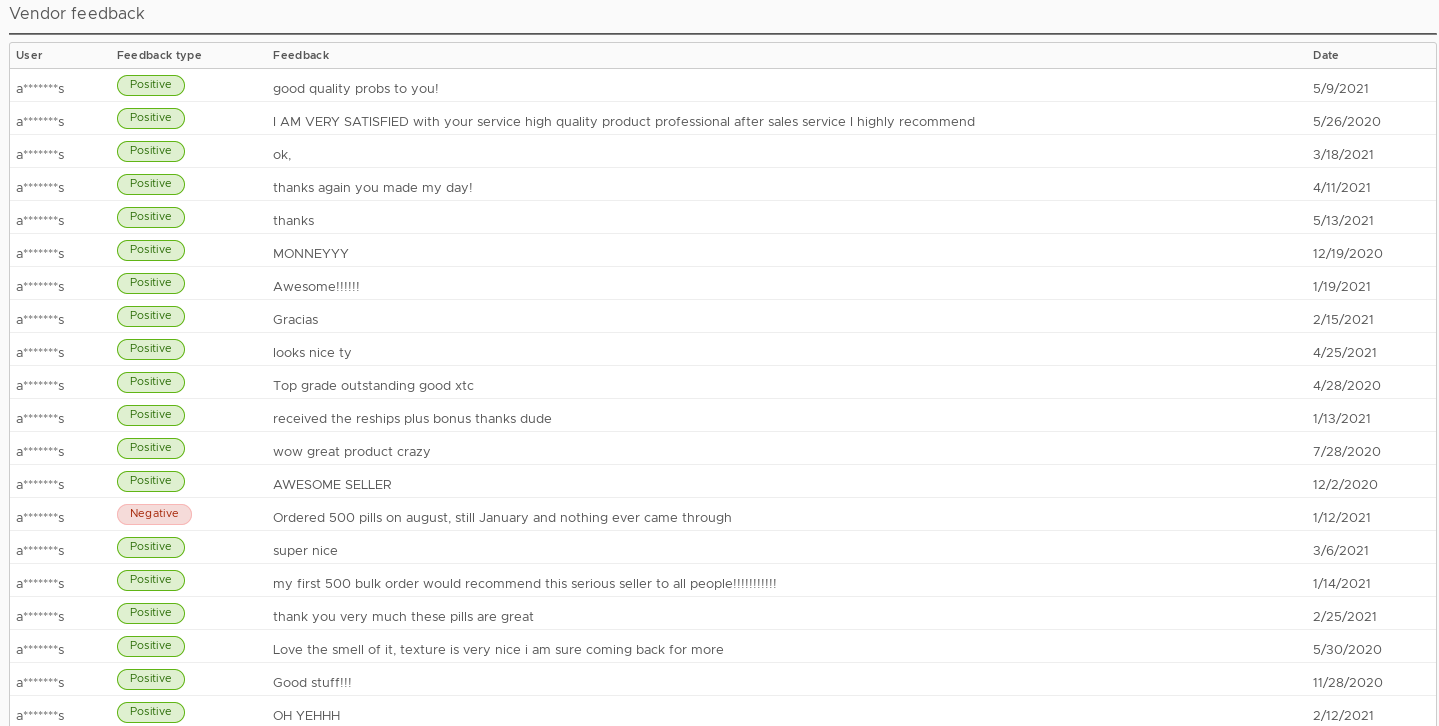 Vendor feedback
User Feedback type Feedback Date
a*******s Positive good quality probs to you! 5/9/2021
a*******s Positive I AM VERY SATISFIED with your service high quality product professional after sales service I highly recommend 5/26/2020
a*******s Positive ok, 3/18/2021
a*******s Positive thanks again you made my day! 4/11/2021
a*******s Positive thanks 5/13/2021
a*******s Positive MONNEYYY 12/19/2020
a*******s Positive Awesome!!!!!! 1/19/2021
a*******s Positive Gracias 2/15/2021
a*******s Positive looks nice ty 4/25/2021
a*******s Positive Top grade outstanding good xtc 4/28/2020
a*******s Positive received the reships plus bonus thanks dude 1/13/2021
a*******s Positive wow great product crazy 7/28/2020
a*******s Positive AWESOME SELLER 12/2/2020
a*******s Negative Ordered 500 pills on august, still January and nothing ever came through 1/12/2021
a*******s Positive super nice 3/6/2021
a*******s Positive my first 500 bulk order would recommend this serious seller to all people!!!!!!!!!!! 1/14/2021
a*******s Positive thank you very much these pills are great 2/25/2021
a*******s Positive Love the smell of it, texture is very nice i am sure coming back for more 5/30/2020
a*******s Positive Good stuff!!! 11/28/2020
a*******s Positive OH YEHHH 2/12/2021